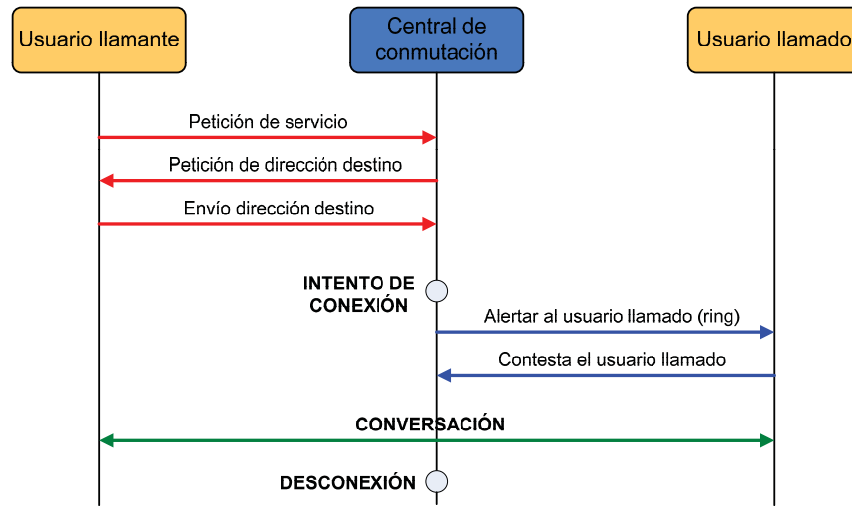 Usuario llamante
Central de
conmutación
Usuario llamado
Petición de servicio
Petición de dirección destino
Envío dirección destino
INTENTO DE
CONEXIÓN
Alertar al usuario llamado (ring)
Contesta el usuario llamado
CONVERSACIÓN
DESCONEXIÓN